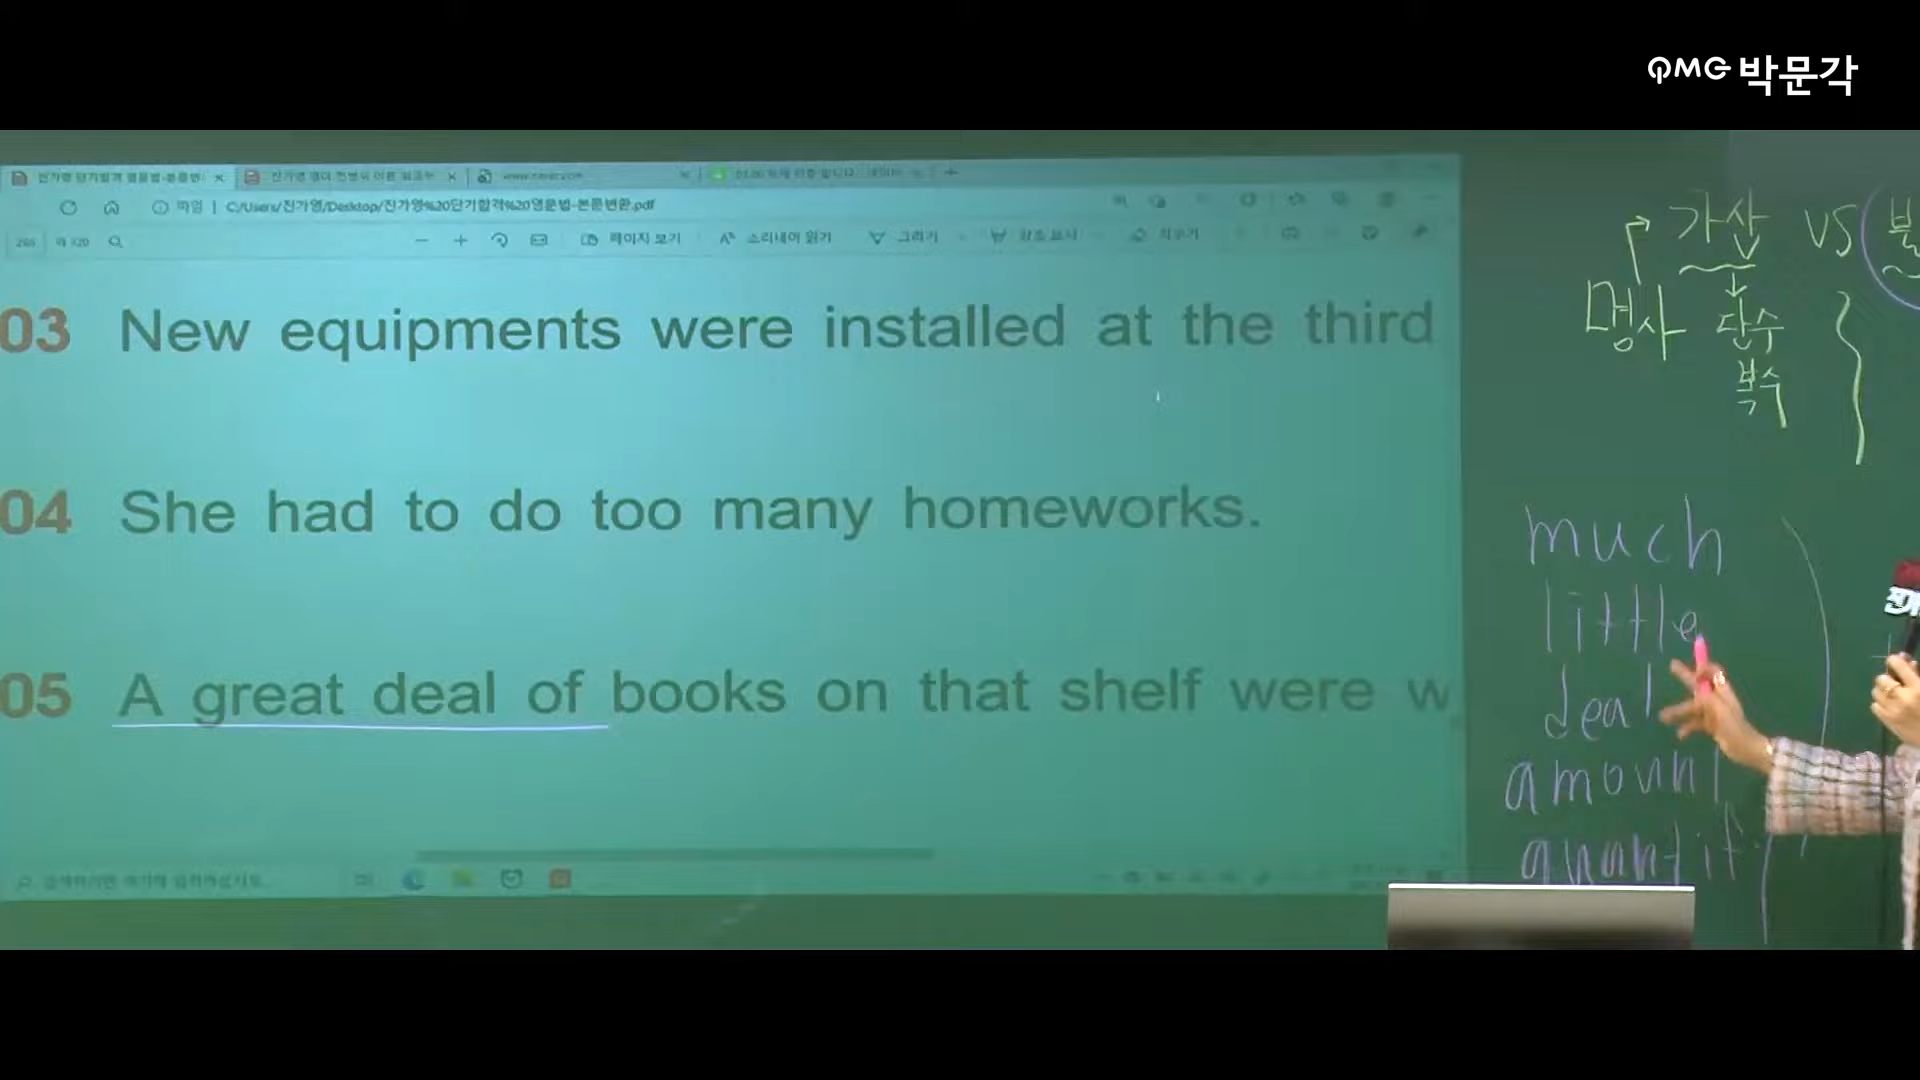 PMG 박문각
파일 | C:/Users/진가영/Desktop/진가영%20단기합격%20영문법-본문변환.pdf
페이지 보기 소리내어 읽기 그리기 강조 표시 지우기
03 New equipments were installed at the third
04 She had to do too many homeworks.
05 A great deal of books on that shelf were w
가산 vs 불
명사 단수
복수
much
little
deal
amount
quantit